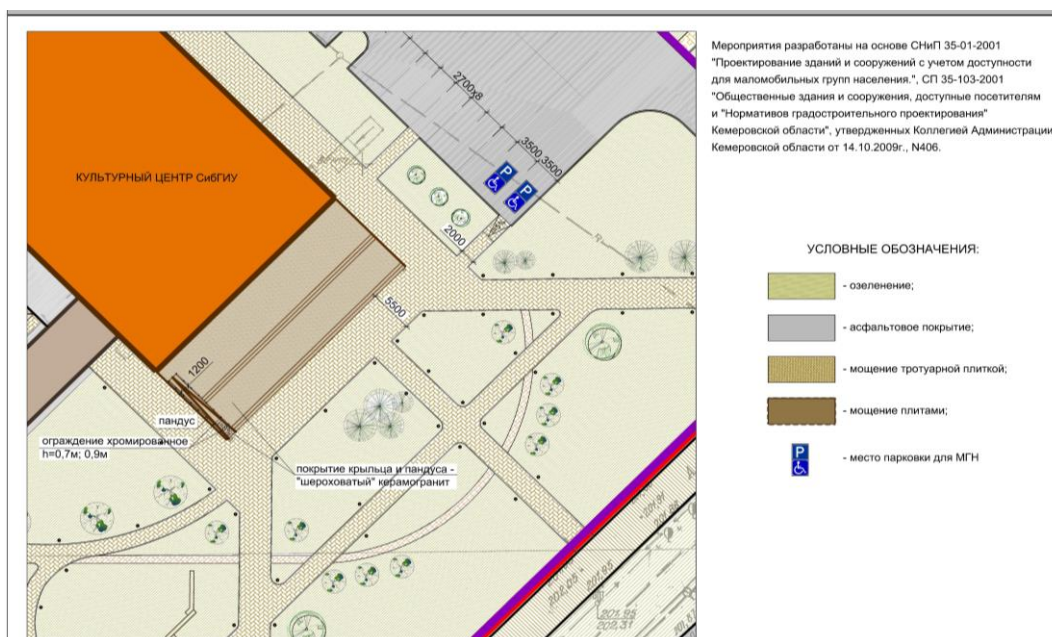 Мероприятия разработаны на основе СНиП 35-01-2001
"Проектирование зданий и сооружений с учетом доступности
для маломобильных групп населения.", СП 35-103-2001
"Общественные здания и сооружения, доступные посетителям
и "Нормативов градостроительного проектирования"
Кемеровской области", утвержденных Коллегией Администрации
Кемеровской области от 14.10.2009г., N406.
КУЛЬТУРНЫЙ ЦЕНТР СибГИУ
2700х8
3500
3500
P
P
2000
5500
1200
пандус
ограждение хромированное
h=0,7м; 0,9м
покрытие крыльца и пандуса -
"шероховатый" керамогранит
УСЛОВНЫЕ ОБОЗНАЧЕНИЯ:
- озеленение;
- асфальтовое покрытие;
- мощение тротуарной плиткой;
- мощение плитами;
P
- место парковки для МГН
201.91
202.05
201.95
201.95
202.31